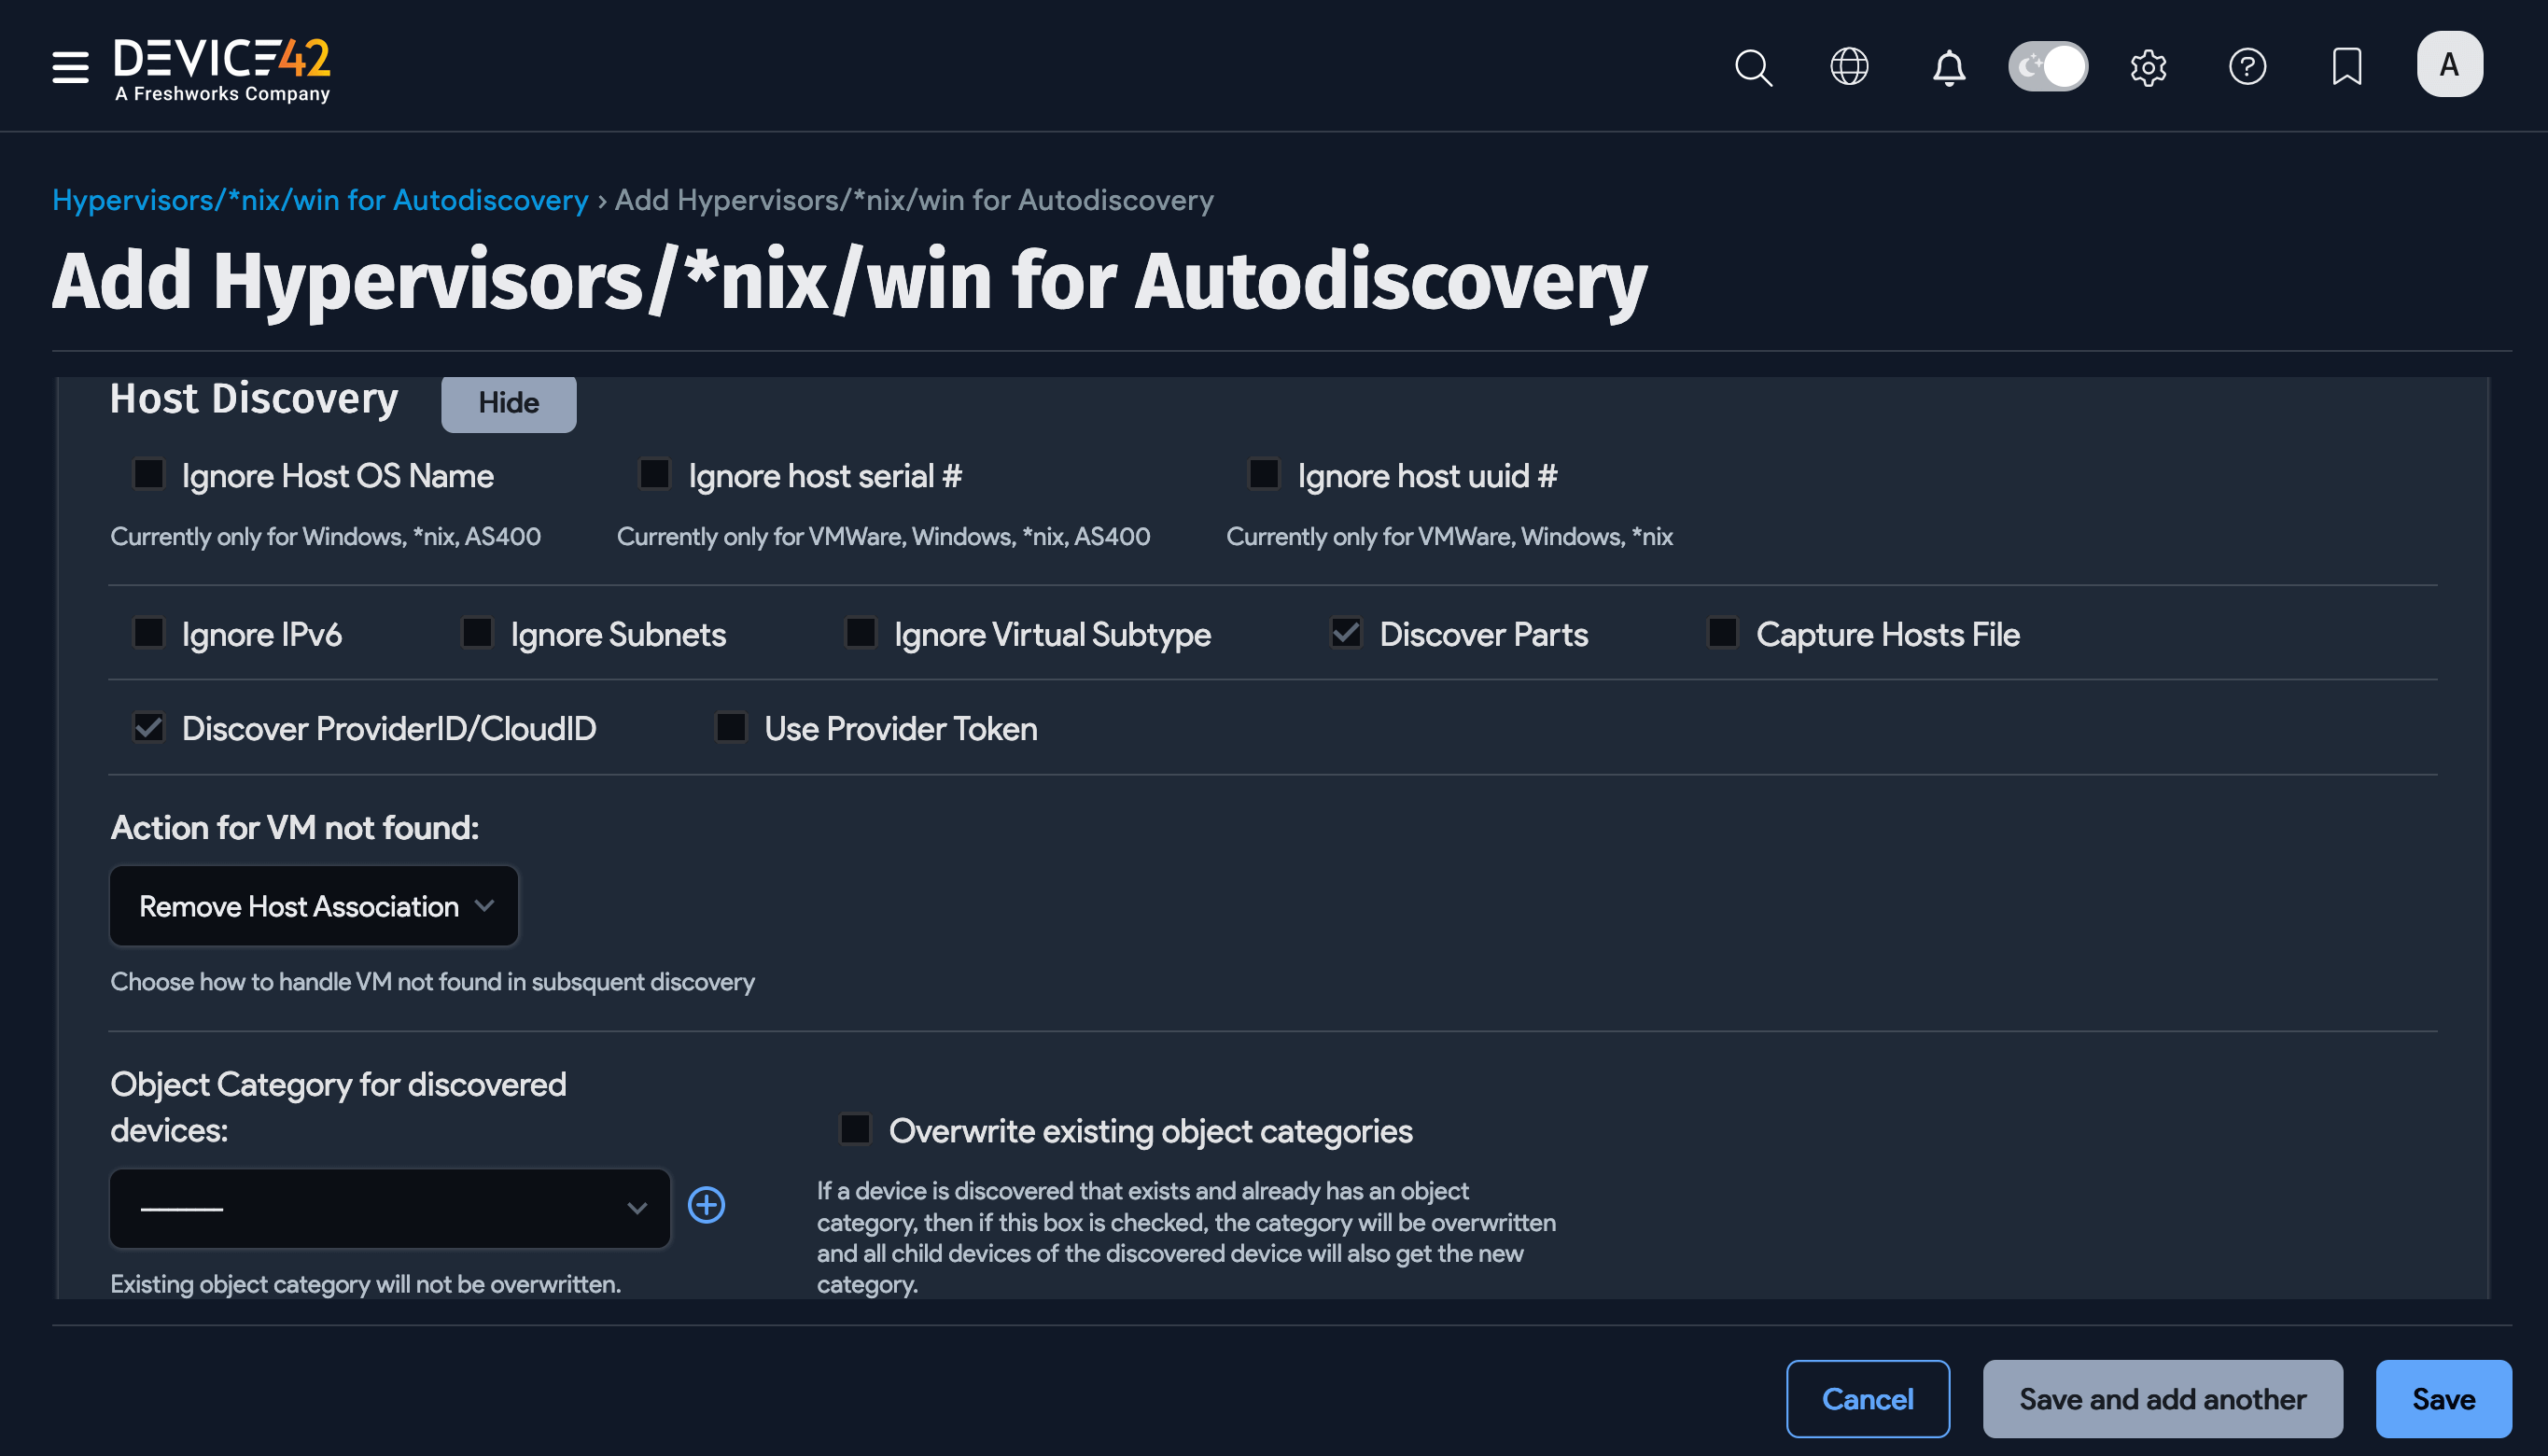 DEVICE42
A Freshworks Company
A
Hypervisors/*nix/win for Autodiscovery › Add Hypervisors/*nix/win for Autodiscovery
Add Hypervisors/*nix/win for Autodiscovery
Host Discovery Hide
Ignore Host OS Name Ignore host serial # Ignore host uuid #
Currently only for Windows, *nix, AS400 Currently only for VMWare, Windows, *nix, AS400 Currently only for VMWare, Windows, *nix
Ignore IPv6 Ignore Subnets Ignore Virtual Subtype Discover Parts Capture Hosts File
Discover ProviderID/CloudID Use Provider Token
Action for VM not found:
Remove Host Association
Choose how to handle VM not found in subsquent discovery
Object Category for discovered
devices:
Existing object category will not be overwritten.
Overwrite existing object categories
If a device is discovered that exists and already has an object
category, then if this box is checked, the category will be overwritten
and all child devices of the discovered device will also get the new
category.
Cancel Save and add another Save